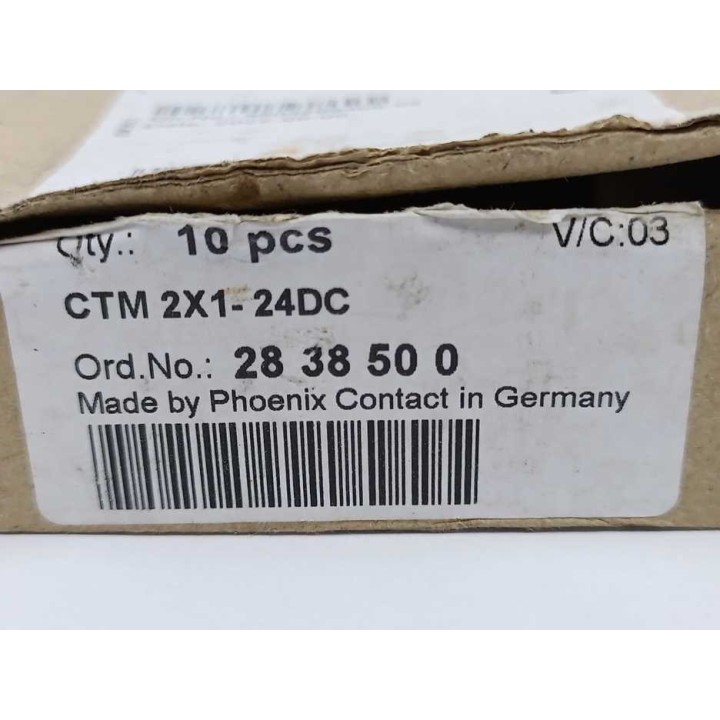 Qty.: 10 pcs V/C:03
CTM 2X1- 24DC
Ord.No.: 28 38 50 0
Made by Phoenix Contact in Germany